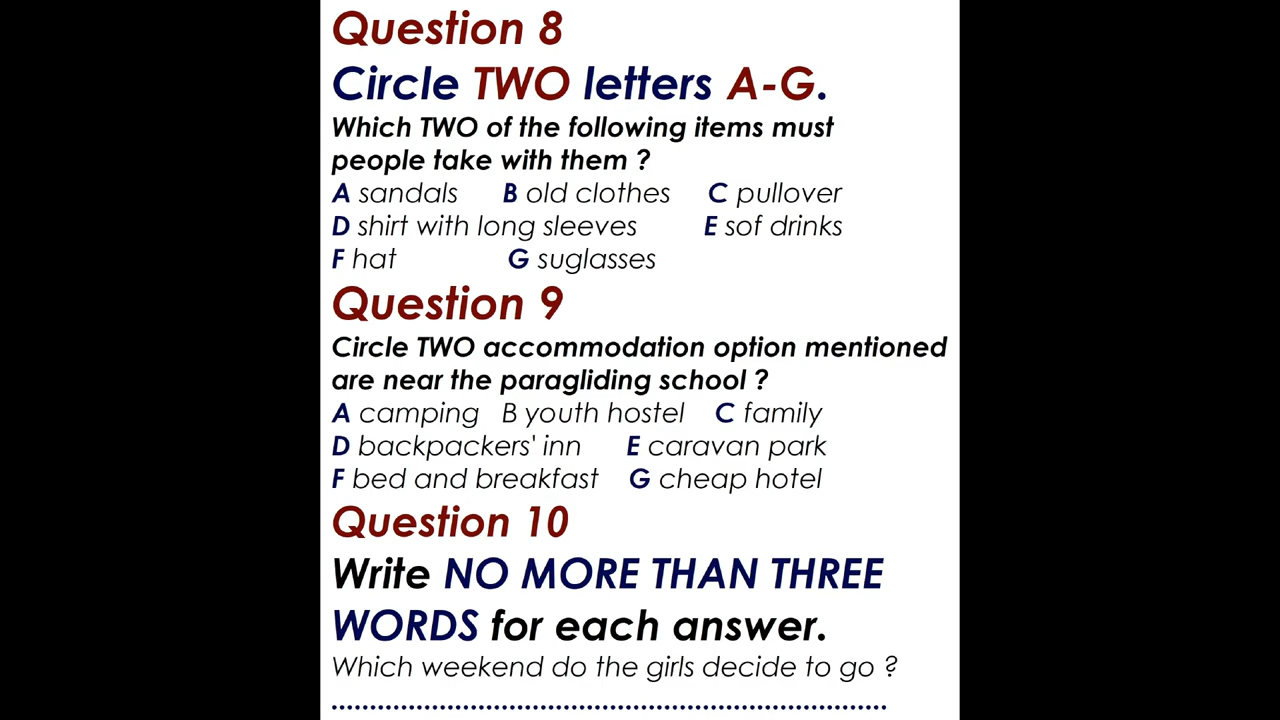 Question 8
Circle TWO letters A-G.
Which TWO of the following items must
people take with them ?
A sandals B old clothes C pullover
D shirt with long sleeves E sof drinks
F hat G suglasses
Question 9
Circle TWO accommodation option mentioned
are near the paragliding school ?
A camping B youth hostel C family
D backpackers' inn E caravan park
F bed and breakfast G cheap hotel
Question 10
Write NO MORE THAN THREE
WORDS for each answer.
Which weekend do the girls decide to go ?
........................................................................